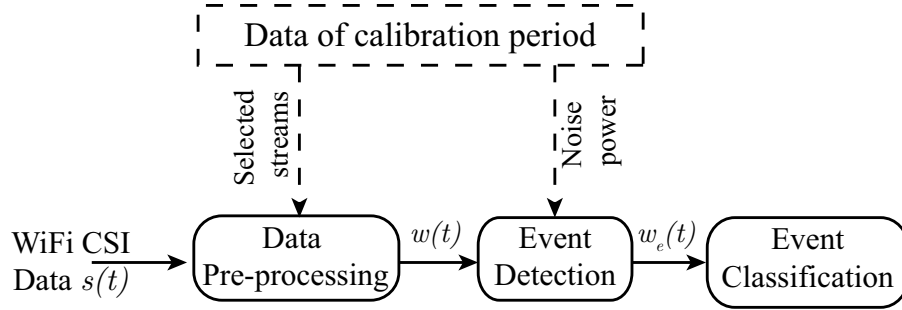 Data of calibration period
Selected
streams
Noise
power
WiFi CSI
Data s(t)
Data
Pre-processing
w(t)
Event
Detection
w_e(t)
Event
Classification